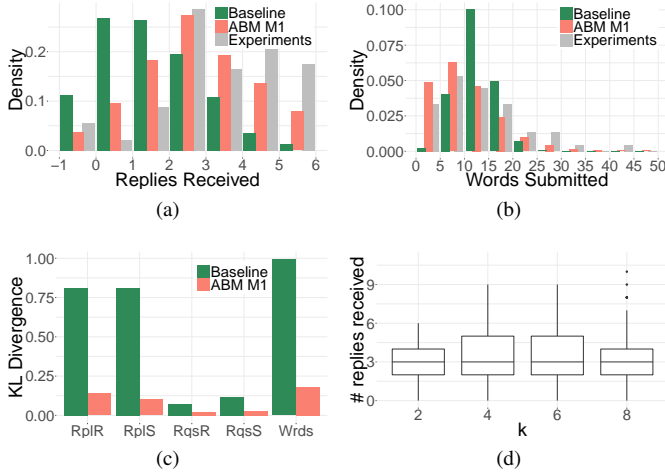 Baseline
ABM M1
Experiments
Density
0.2
0.1
0.0
−1 0 1 2 3 4 5 6
Replies Received
(a)
Baseline
ABM M1
Experiments
Density
0.100
0.075
0.050
0.025
0.000
0 5 10 15 20 25 30 35 40 45 50
Words Submitted
(b)
Baseline
ABM M1
KL Divergence
1.00
0.75
0.50
0.25
0.00
RplR RplS RqsR RqsS Wrds
(c)
# replies received
9
6
3
0
2 4 6 8
k
(d)